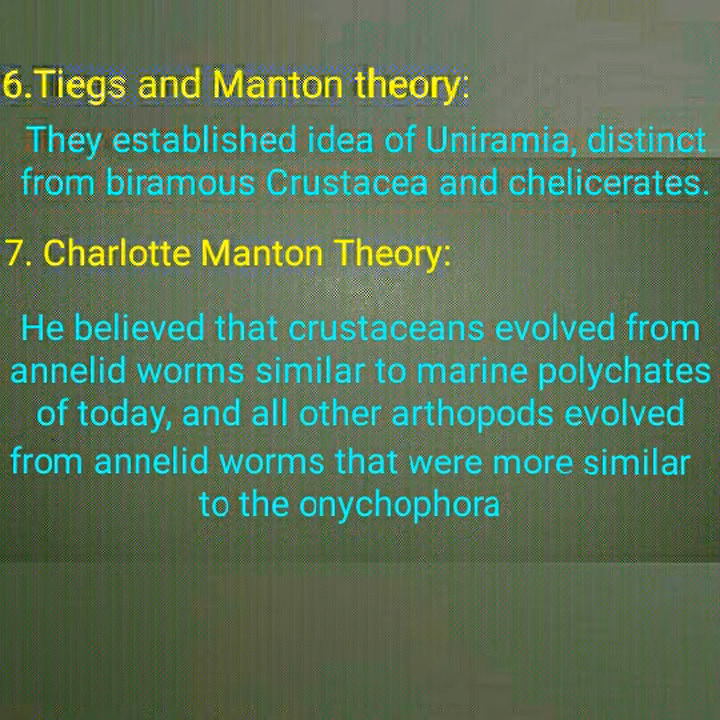 6.Tiegs and Manton theory:
They established idea of Uniramia, distinct
from biramous Crustacea and chelicerates.
7. Charlotte Manton Theory:
He believed that crustaceans evolved from
annelid worms similar to marine polychates
of today, and all other arthopods evolved
from annelid worms that were more similar
to the onychophora